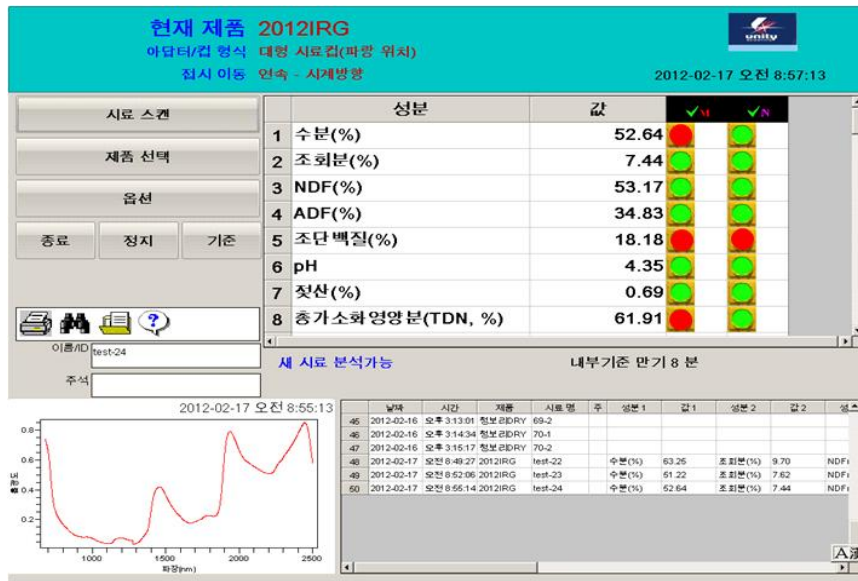 현재 제품 2012IRG
unity
아답터/컵 형식 대형 시료컵(파랑 위치)
접시 이동 연속 - 시계방향
2012-02-17 오전 8:57:13
시료 스캔
제품 선택
옵션
종료 정지 기준
성분 값 M N
1 수분(%) 52.64
2 조회분(%) 7.44
3 NDF(%) 53.17
4 ADF(%) 34.83
5 조단백질(%) 18.18
6 pH 4.35
7 젖산(%) 0.69
8 총가소화영양분(TDN, %) 61.91
이름/ID test-24
주석
새 시료 분석가능 내부기준 만기 8 분
2012-02-17 오전 8:55:13
흡광도
0.8
0.6
0.4
0.2
1000 1500 2000 2500
파장(nm)
날짜 시간 제품 시료 명 주 성분 1 값 1 성분 2 값 2 성
45 2012-02-16 오후 3:13:01 청보리DRY 69-2
46 2012-02-16 오후 3:14:34 청보리DRY 70-1
47 2012-02-16 오후 3:15:17 청보리DRY 70-2
48 2012-02-17 오전 8:49:27 2012IRG test-22 수분(%) 63.25 조회분(%) 9.70 NDF(
49 2012-02-17 오전 8:52:06 2012IRG test-23 수분(%) 51.22 조회분(%) 7.62 NDF(
50 2012-02-17 오전 8:55:14 2012IRG test-24 수분(%) 52.64 조회분(%) 7.44 NDF(
A漢